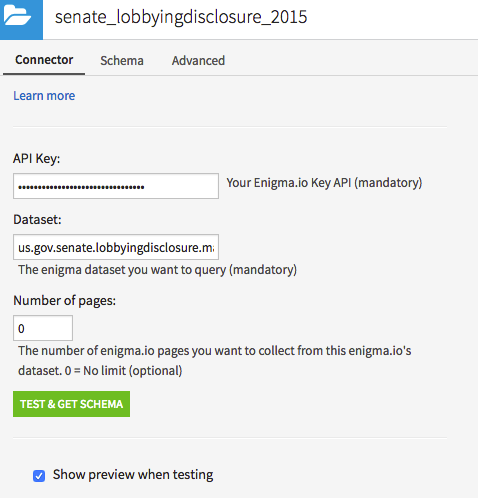 senate_lobbyingdisclosure_2015
Connector Schema Advanced
Learn more
API Key:
•••••••••••••••••••••••••••••••• Your Enigma.io Key API (mandatory)
Dataset:
us.gov.senate.lobbyingdisclosure.ma
The enigma dataset you want to query (mandatory)
Number of pages:
0
The number of enigma.io pages you want to collect from this enigma.io's
dataset. 0 = No limit (optional)
TEST & GET SCHEMA
Show preview when testing